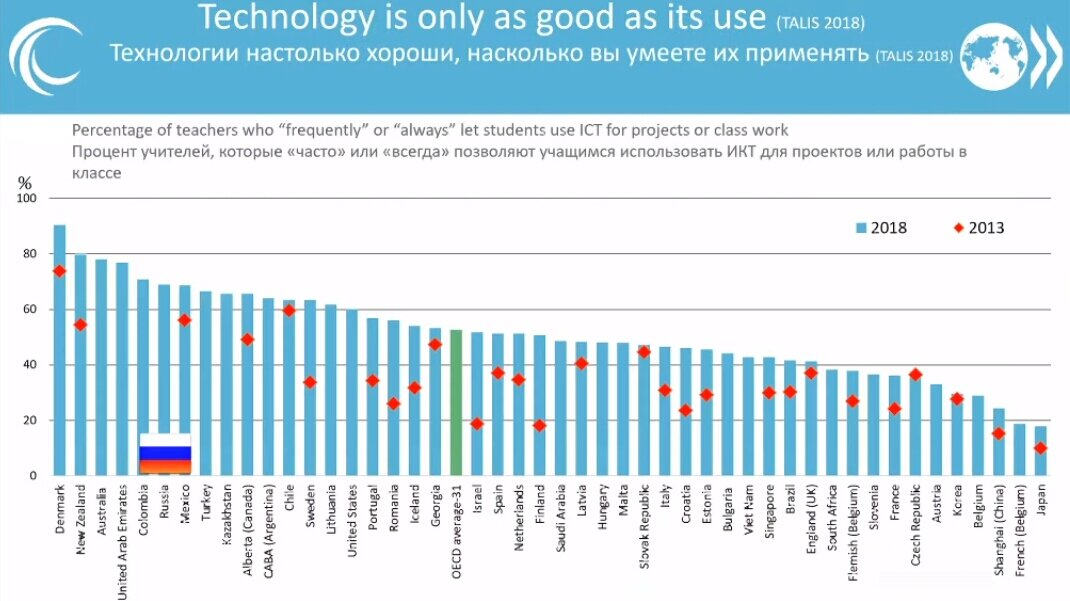 Technology is only as good as its use (TALIS 2018)
Технологии настолько хороши, насколько вы умеете их применять (TALIS 2018)
Percentage of teachers who “frequently” or “always” let students use ICT for projects or class work
Процент учителей, которые «часто» или «всегда» позволяют учащимся использовать ИКТ для проектов или работы в
классе
%
100
80
60
40
20
0
2018
2013
Denmark
New Zealand
Australia
United Arab Emirates
Colombia
Russia
Mexico
Turkey
Kazakhstan
Alberta (Canada)
CABA (Argentina)
Chile
Sweden
Lithuania
United States
Portugal
Romania
Iceland
Georgia
OECD average-31
Israel
Spain
Netherlands
Finland
Saudi Arabia
Latvia
Hungary
Malta
Slovak Republic
Italy
Croatia
Estonia
Bulgaria
Viet Nam
Singapore
Brazil
England (UK)
South Africa
Flemish (Belgium)
Slovenia
France
Czech Republic
Austria
Korea
Belgium
Shanghai (China)
French (Belgium)
Japan